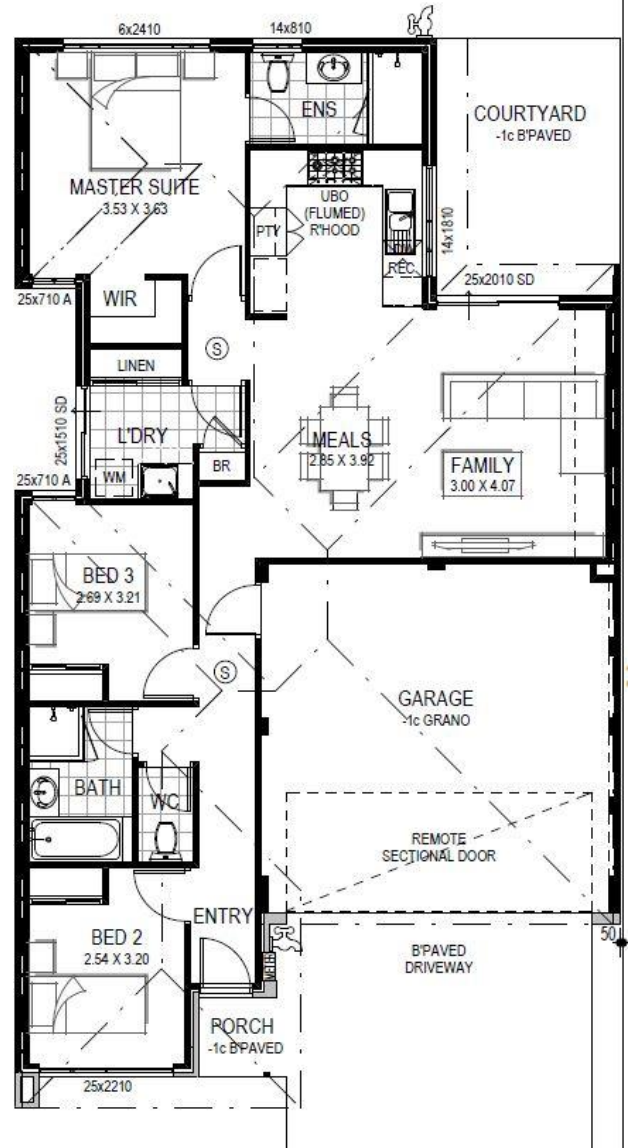 6x2410
14x810
ENS
COURTYARD
-1c B'PAVED
MASTER SUITE
3.53 X 3.63
UBO
(FLUMED)
R'HOOD
PTY
14x1810
REC
25x2010 SD
25x710 A
WIR
S
LINEN
25x1510 SD
L'DRY
MEALS
2.85 X 3.92
FAMILY
3.00 X 4.07
25x710 A
WM
BR
BED 3
2.69 X 3.21
S
GARAGE
-1c GRANO
BATH
WC
REMOTE
SECTIONAL DOOR
ENTRY
BED 2
2.54 X 3.20
50
B'PAVED
DRIVEWAY
PORCH
-1c B'PAVED
25x2210